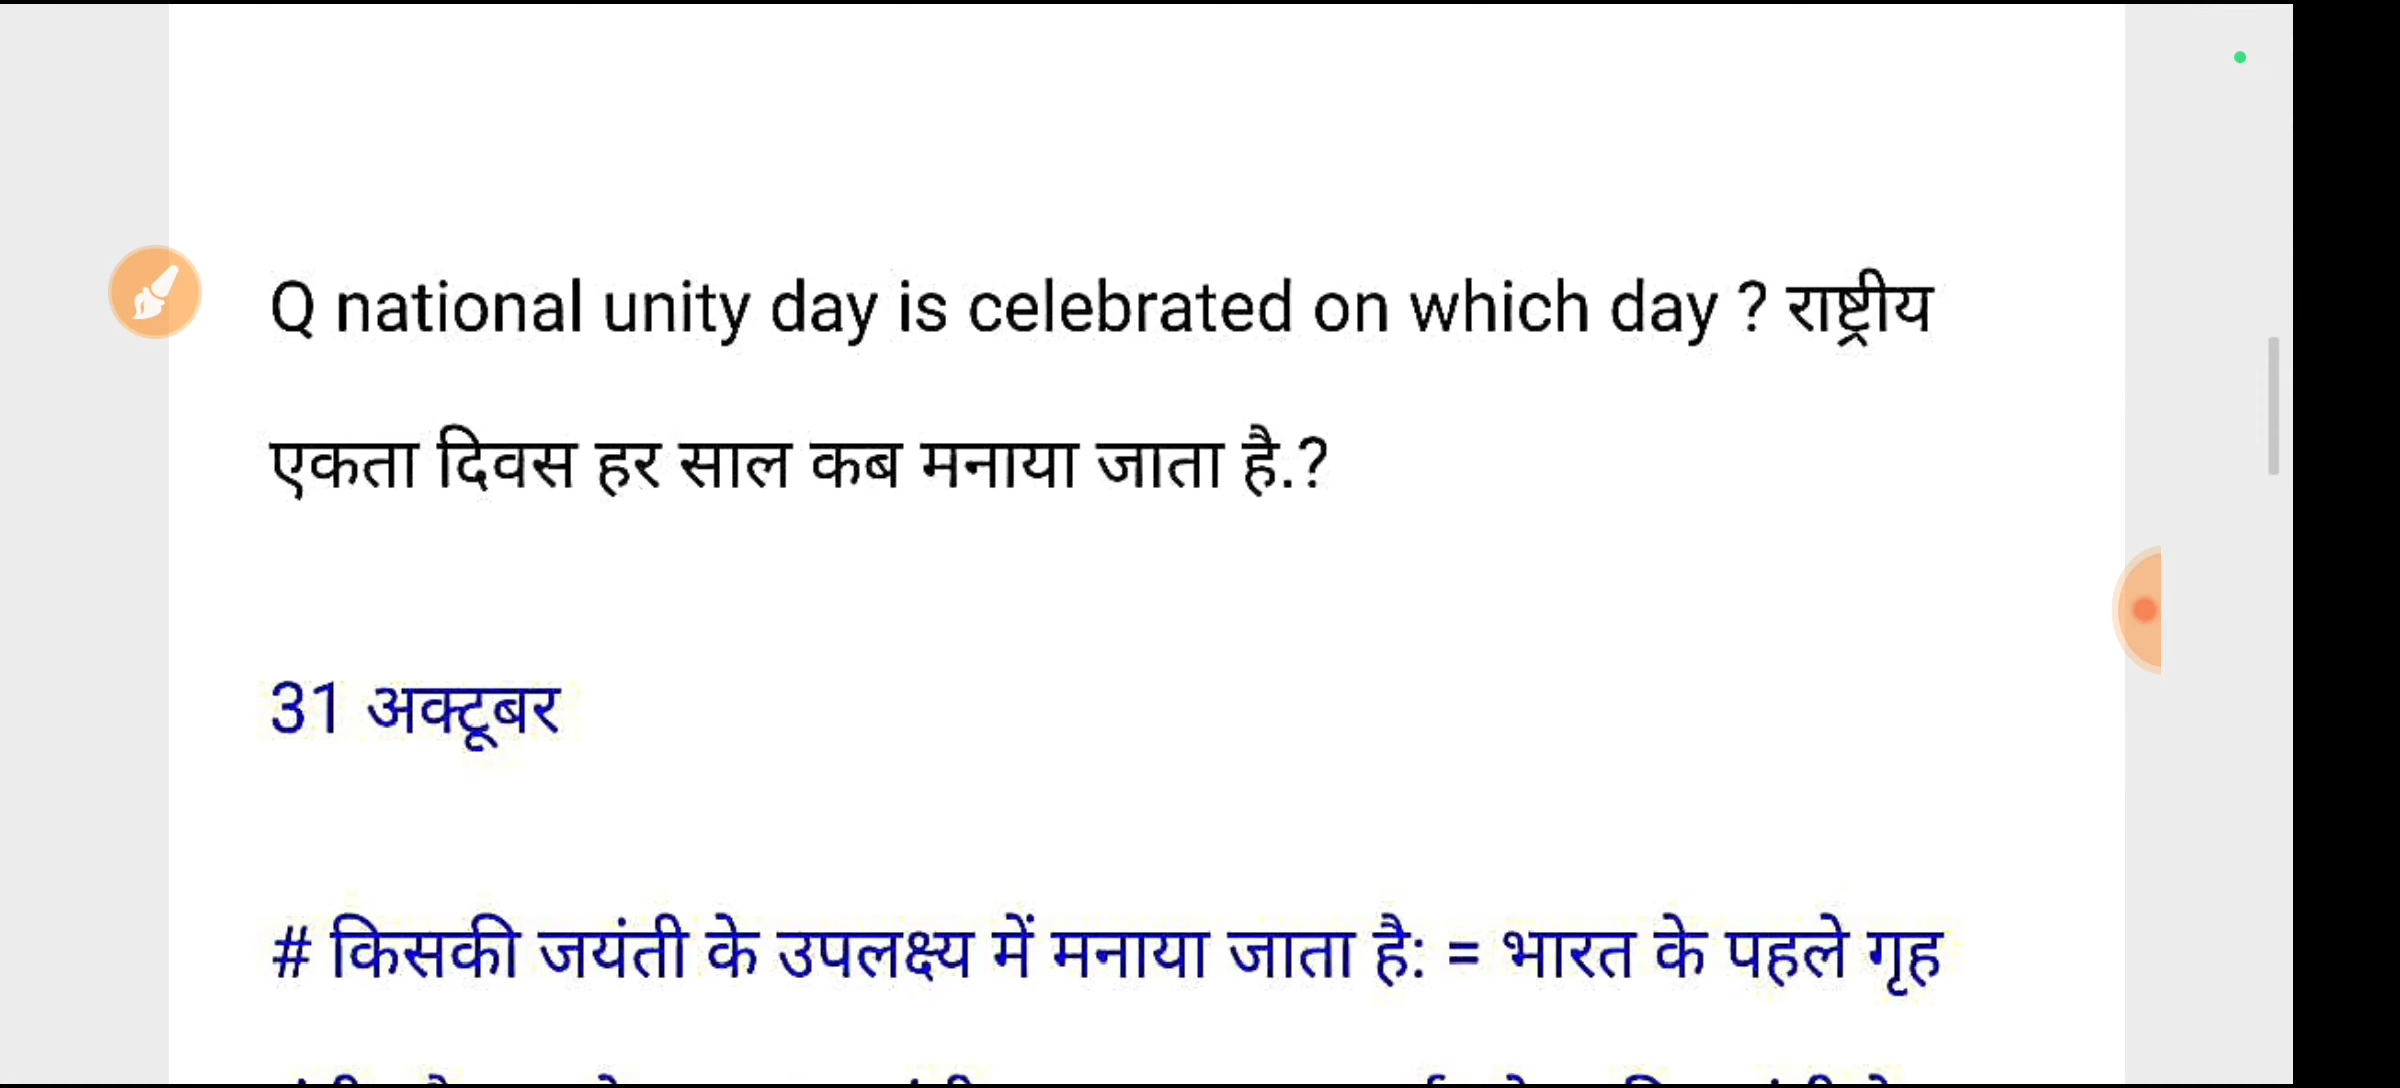 Q national unity day is celebrated on which day ? राष्ट्रीय
एकता दिवस हर साल कब मनाया जाता है.?
31 अक्टूबर
# किसकी जयंती के उपलक्ष्य में मनाया जाता है: = भारत के पहले गृह